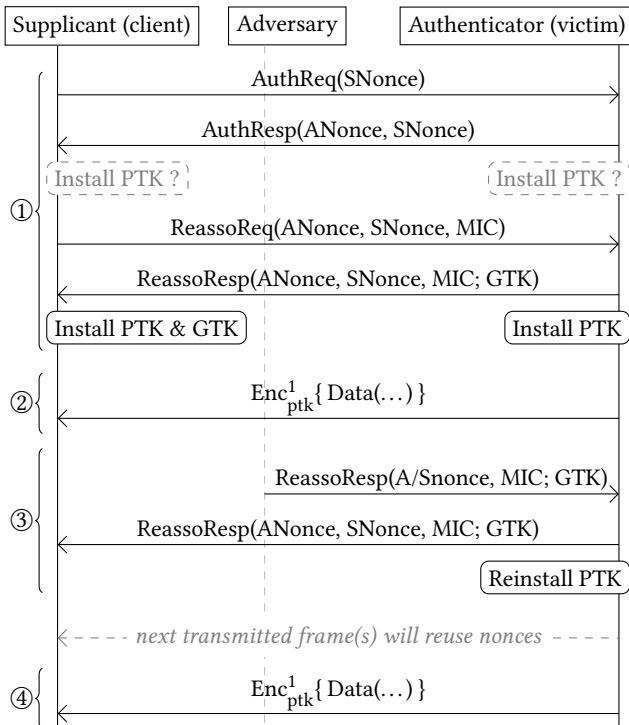 Supplicant (client) Adversary Authenticator (victim)
AuthReq(SNonce)
AuthResp(ANonce, SNonce)
Install PTK ? Install PTK ?
①
ReassoReq(ANonce, SNonce, MIC)
ReassoResp(ANonce, SNonce, MIC; GTK)
Install PTK & GTK Install PTK
② Enc¹ptk{ Data(…) }
ReassoResp(A/Snonce, MIC; GTK)
③
ReassoResp(ANonce, SNonce, MIC; GTK)
Reinstall PTK
next transmitted frame(s) will reuse nonces
④ Enc¹ptk{ Data(…) }